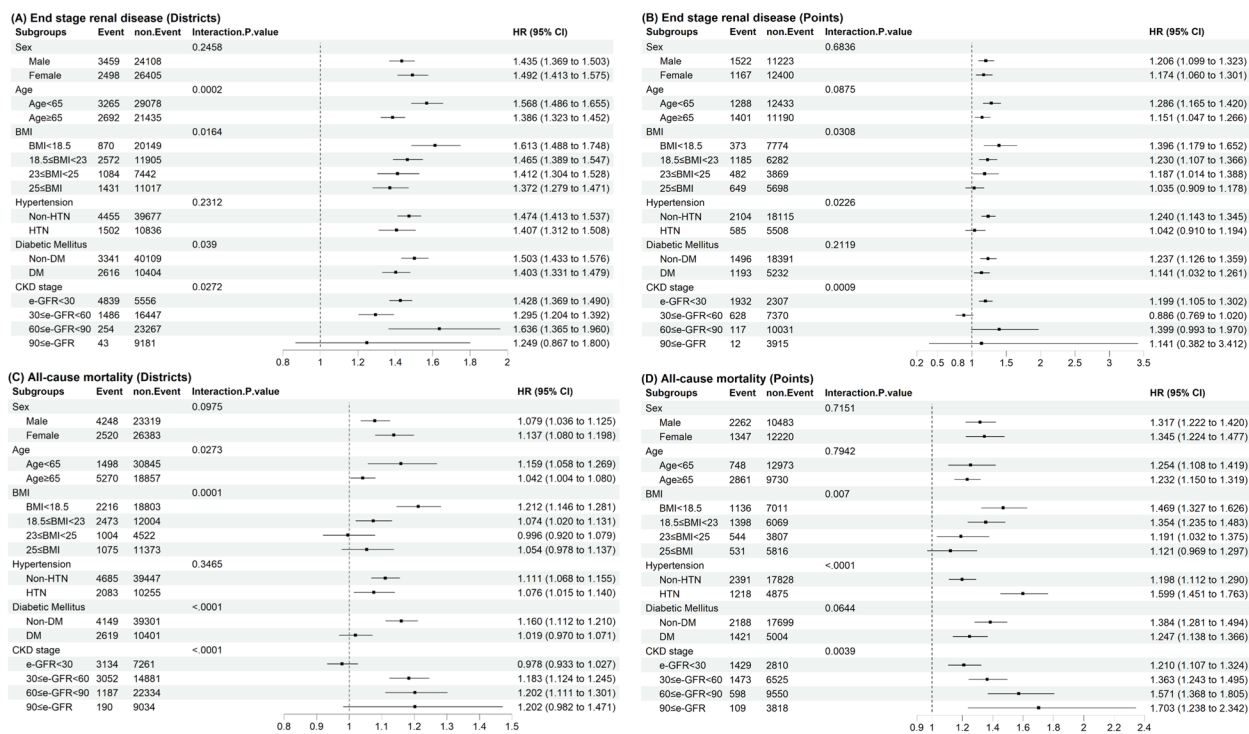 (A) End stage renal disease (Districts)
Subgroups Event non.Event Interaction.P.value HR (95% CI)
Sex 0.2458
Male 3459 24108 1.435 (1.369 to 1.503)
Female 2498 26405 1.492 (1.413 to 1.575)
Age 0.0002
Age<65 3265 29078 1.568 (1.486 to 1.655)
Age≥65 2692 21435 1.386 (1.323 to 1.452)
BMI 0.0164
BMI<18.5 870 20149 1.613 (1.488 to 1.748)
18.5≤BMI<23 2572 11905 1.465 (1.389 to 1.547)
23≤BMI<25 1084 7442 1.412 (1.304 to 1.528)
25≤BMI 1431 11017 1.372 (1.279 to 1.471)
Hypertension 0.2312
Non-HTN 4455 39677 1.474 (1.413 to 1.537)
HTN 1502 10836 1.407 (1.312 to 1.508)
Diabetic Mellitus 0.039
Non-DM 3341 40109 1.503 (1.433 to 1.576)
DM 2616 10404 1.403 (1.331 to 1.479)
CKD stage 0.0272
e-GFR<30 4839 5556 1.428 (1.369 to 1.490)
30≤e-GFR<60 1486 16447 1.295 (1.204 to 1.392)
60≤e-GFR<90 254 23267 1.636 (1.365 to 1.960)
90≤e-GFR 43 9181 1.249 (0.867 to 1.800)
0.8 1 1.2 1.4 1.6 1.8 2
(B) End stage renal disease (Points)
Subgroups Event non.Event Interaction.P.value HR (95% CI)
Sex 0.6836
Male 1522 11223 1.206 (1.099 to 1.323)
Female 1167 12400 1.174 (1.060 to 1.301)
Age 0.0875
Age<65 1288 12433 1.286 (1.165 to 1.420)
Age≥65 1401 11190 1.151 (1.047 to 1.266)
BMI 0.0308
BMI<18.5 373 7774 1.396 (1.179 to 1.652)
18.5≤BMI<23 1185 6282 1.230 (1.107 to 1.366)
23≤BMI<25 482 3869 1.187 (1.014 to 1.388)
25≤BMI 649 5698 1.035 (0.909 to 1.178)
Hypertension 0.0226
Non-HTN 2104 18115 1.240 (1.143 to 1.345)
HTN 585 5508 1.042 (0.910 to 1.194)
Diabetic Mellitus 0.2119
Non-DM 1496 18391 1.237 (1.126 to 1.359)
DM 1193 5232 1.141 (1.032 to 1.261)
CKD stage 0.0009
e-GFR<30 1932 2307 1.199 (1.105 to 1.302)
30≤e-GFR<60 628 7370 0.886 (0.769 to 1.020)
60≤e-GFR<90 117 10031 1.399 (0.993 to 1.970)
90≤e-GFR 12 3915 1.141 (0.382 to 3.412)
0.2 0.6 0.8 1 1.5 2 2.5 3 3.5
(C) All-cause mortality (Districts)
Subgroups Event non.Event Interaction.P.value HR (95% CI)
Sex 0.0975
Male 4248 23319 1.079 (1.036 to 1.125)
Female 2520 26383 1.137 (1.080 to 1.198)
Age 0.0273
Age<65 1498 30845 1.159 (1.058 to 1.269)
Age≥65 5270 18857 1.042 (1.004 to 1.080)
BMI 0.0001
BMI<18.5 2216 18803 1.212 (1.146 to 1.281)
18.5≤BMI<23 2473 12004 1.074 (1.020 to 1.131)
23≤BMI<25 1004 4522 0.996 (0.920 to 1.079)
25≤BMI 1075 11373 1.054 (0.978 to 1.137)
Hypertension 0.3465
Non-HTN 4685 39447 1.111 (1.068 to 1.155)
HTN 2083 10255 1.076 (1.015 to 1.140)
Diabetic Mellitus <.0001
Non-DM 4149 39301 1.160 (1.112 to 1.210)
DM 2619 10401 1.019 (0.970 to 1.071)
CKD stage <.0001
e-GFR<30 3134 7261 0.978 (0.933 to 1.027)
30≤e-GFR<60 3052 14881 1.183 (1.124 to 1.245)
60≤e-GFR<90 1187 22334 1.202 (1.111 to 1.301)
90≤e-GFR 190 9034 1.202 (0.982 to 1.471)
0.8 0.9 1 1.1 1.2 1.3 1.4 1.5
(D) All-cause mortality (Points)
Subgroups Event non.Event Interaction.P.value HR (95% CI)
Sex 0.7151
Male 2262 10483 1.317 (1.222 to 1.420)
Female 1347 12220 1.345 (1.224 to 1.477)
Age 0.7942
Age<65 748 12973 1.254 (1.108 to 1.419)
Age≥65 2861 9730 1.232 (1.150 to 1.319)
BMI 0.007
BMI<18.5 1136 7011 1.469 (1.327 to 1.626)
18.5≤BMI<23 1398 6069 1.354 (1.235 to 1.483)
23≤BMI<25 544 3807 1.191 (1.032 to 1.375)
25≤BMI 531 5816 1.121 (0.969 to 1.297)
Hypertension <.0001
Non-HTN 2391 17828 1.198 (1.112 to 1.290)
HTN 1218 4875 1.599 (1.451 to 1.763)
Diabetic Mellitus 0.0644
Non-DM 2188 17699 1.384 (1.281 to 1.494)
DM 1421 5004 1.247 (1.138 to 1.366)
CKD stage 0.0039
e-GFR<30 1429 2810 1.210 (1.107 to 1.324)
30≤e-GFR<60 1473 6525 1.363 (1.243 to 1.495)
60≤e-GFR<90 598 9550 1.571 (1.368 to 1.805)
90≤e-GFR 109 3818 1.703 (1.238 to 2.342)
0.9 1 1.2 1.4 1.6 1.8 2 2.2 2.4